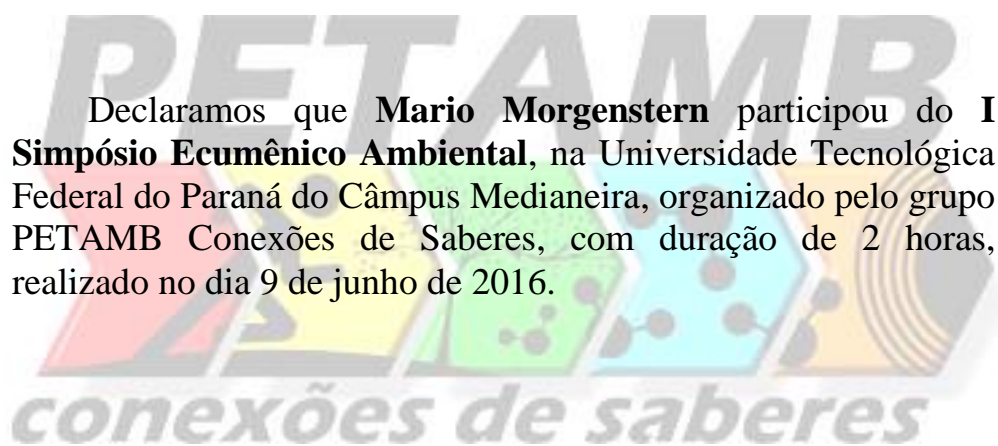 PETAMB
Declaramos que Mario Morgenstern participou do I
Simpósio Ecumênico Ambiental, na Universidade Tecnológica
Federal do Paraná do Câmpus Medianeira, organizado pelo grupo
PETAMB Conexões de Saberes, com duração de 2 horas,
realizado no dia 9 de junho de 2016.
conexões de saberes